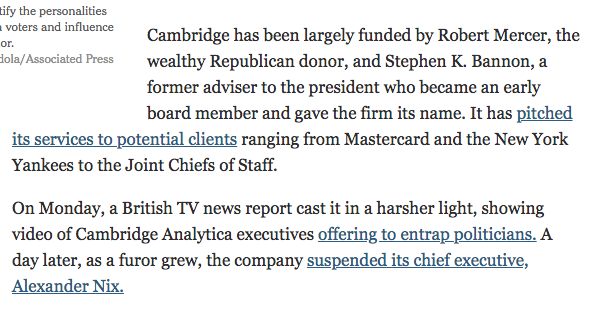 tify the personalities
voters and influence
or.
dola/Associated Press
Cambridge has been largely funded by Robert Mercer, the
wealthy Republican donor, and Stephen K. Bannon, a
former adviser to the president who became an early
board member and gave the firm its name. It has pitched
its services to potential clients ranging from Mastercard and the New York
Yankees to the Joint Chiefs of Staff.
On Monday, a British TV news report cast it in a harsher light, showing
video of Cambridge Analytica executives offering to entrap politicians. A
day later, as a furor grew, the company suspended its chief executive,
Alexander Nix.